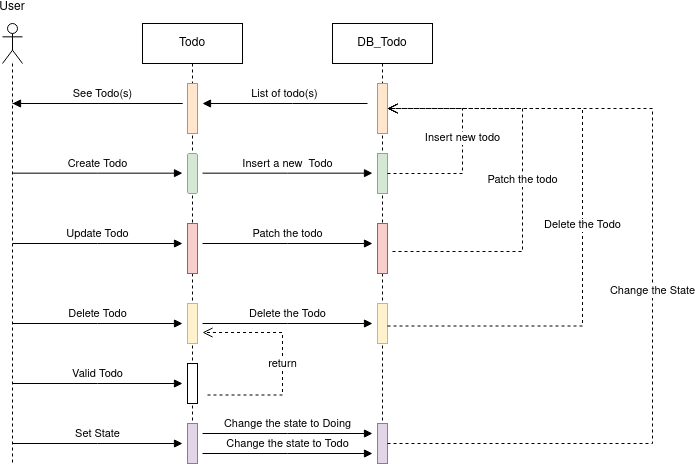 User
Todo
DB_Todo
See Todo(s)
List of todo(s)
Insert new todo
Create Todo
Insert a new Todo
Patch the todo
Update Todo
Patch the todo
Delete the Todo
Change the State
Delete Todo
Delete the Todo
return
Valid Todo
Set State
Change the state to Doing
Change the state to Todo